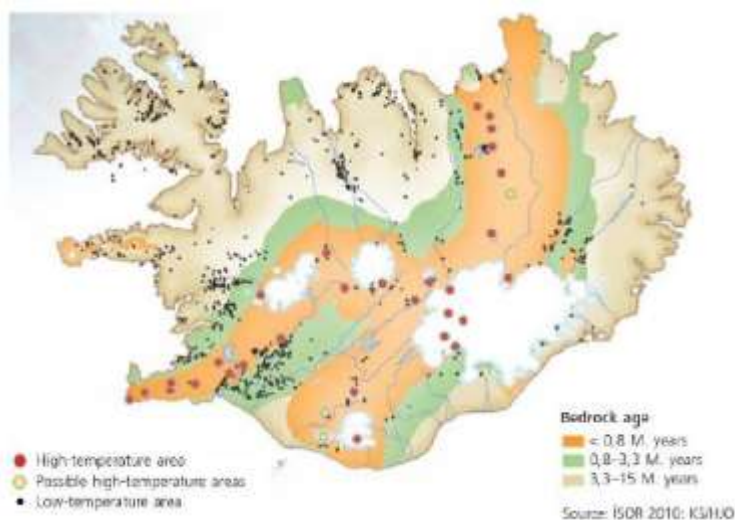 High-temperature area
Possible high-temperature areas
Low-temperature area
Bedrock age
< 0,8 M. years
0,8–3,3 M. years
3,3–15 M. years
Source: ÍSOR 2010: KS/HJO